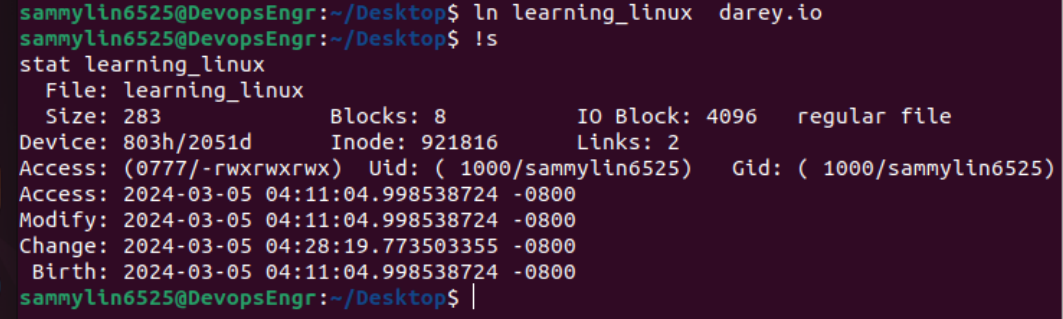 sammylin6525@DevopsEngr:~/Desktop$ ln learning_linux  darey.io
sammylin6525@DevopsEngr:~/Desktop$ !s
stat learning_linux
  File: learning_linux
  Size: 283       	Blocks: 8          IO Block: 4096   regular file
Device: 803h/2051d	Inode: 921816      Links: 2
Access: (0777/-rwxrwxrwx)  Uid: ( 1000/sammylin6525)   Gid: ( 1000/sammylin6525)
Access: 2024-03-05 04:11:04.998538724 -0800
Modify: 2024-03-05 04:11:04.998538724 -0800
Change: 2024-03-05 04:28:19.773503355 -0800
 Birth: 2024-03-05 04:11:04.998538724 -0800
sammylin6525@DevopsEngr:~/Desktop$